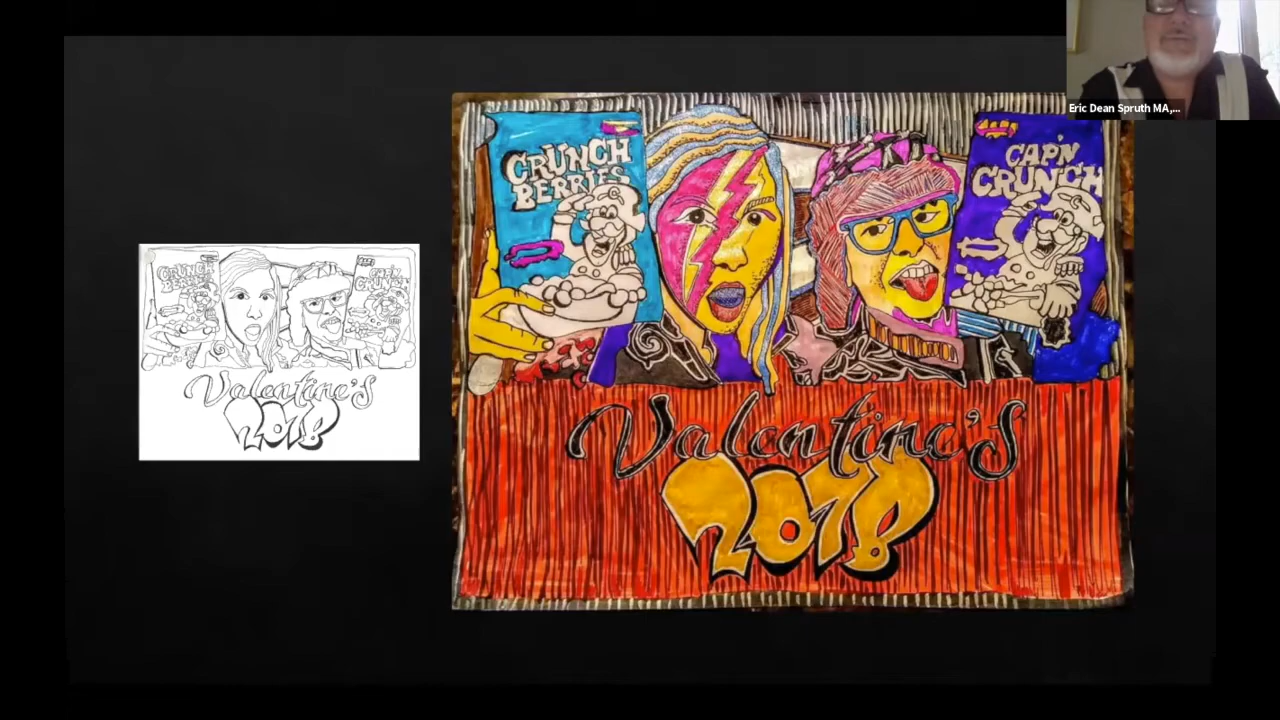 Eric Dean Spruth MA,...
CRUNCH
BERRIES
CAP'N
CRUNCH
Valentine's
2018
CRUNCH
BERRIES
CAP'N
CRUNCH
Valentine's
2018